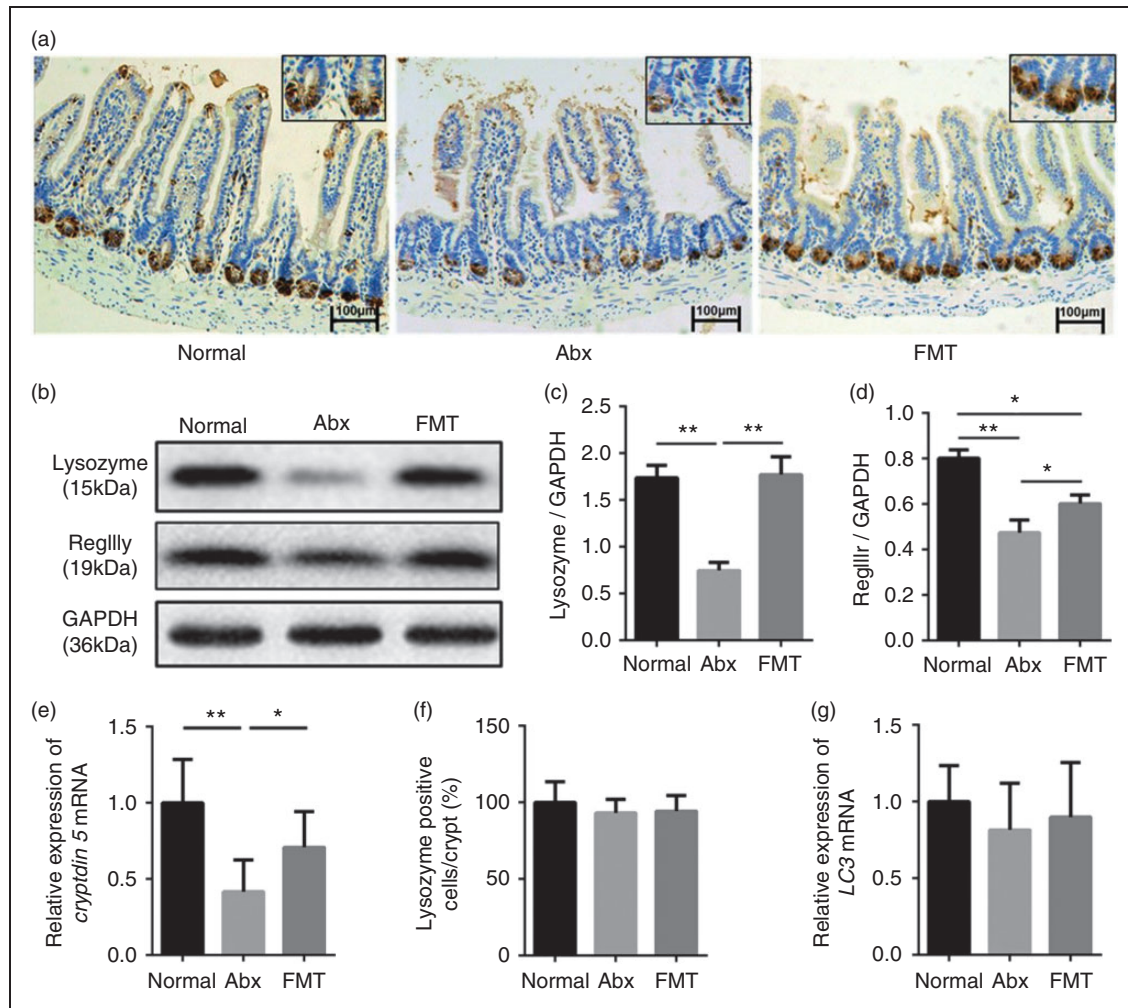 (a)
100μm
100μm
100μm
Normal Abx FMT
(b)
Normal Abx FMT
Lysozyme
(15kDa)
RegIIIy
(19kDa)
GAPDH
(36kDa)
(c)
Lysozyme / GAPDH
2.5
2.0
1.5
1.0
0.5
0.0
** **
Normal Abx FMT
(d)
RegIIIr / GAPDH
1.0
0.8
0.6
0.4
0.2
0.0
*
**
*
Normal Abx FMT
(e)
Relative expression of
cryptdin 5 mRNA
1.5
1.0
0.5
0.0
** *
Normal Abx FMT
(f)
Lysozyme positive
cells/crypt (%)
150
100
50
0
Normal Abx FMT
(g)
Relative expression of
LC3 mRNA
1.5
1.0
0.5
0.0
Normal Abx FMT